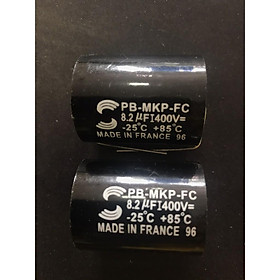 PB-MKP-FC
8.2 µFI400V=
-25°C +85°C
MADE IN FRANCE 96
PB-MKP-FC
8.2 µFI400V=
-25°C +85°C
MADE IN FRANCE 96